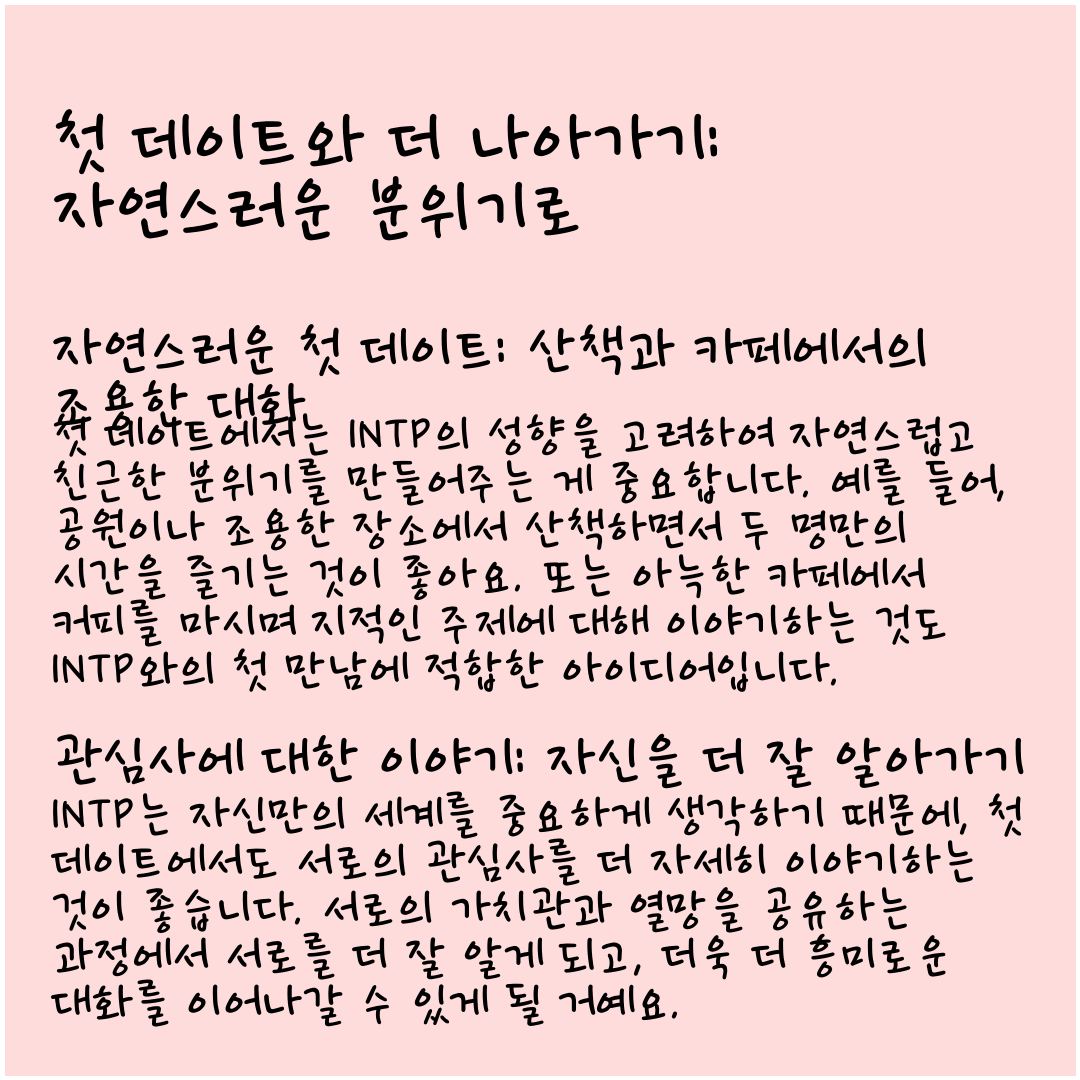 첫 데이트와 더 나아가기:
자연스러운 분위기로
자연스러운 첫 데이트: 산책과 카페에서의
조용한 대화
첫 데이트에서는 INTP의 성향을 고려하여 자연스럽고
친근한 분위기를 만들어주는 게 중요합니다. 예를 들어,
공원이나 조용한 장소에서 산책하면서 두 명만의
시간을 즐기는 것이 좋아요. 또는 아늑한 카페에서
커피를 마시며 지적인 주제에 대해 이야기하는 것도
INTP와의 첫 만남에 적합한 아이디어입니다.
관심사에 대한 이야기: 자신을 더 잘 알아가기
INTP는 자신만의 세계를 중요하게 생각하기 때문에, 첫
데이트에서도 서로의 관심사를 더 자세히 이야기하는
것이 좋습니다. 서로의 가치관과 열망을 공유하는
과정에서 서로를 더 잘 알게 되고, 더욱 더 흥미로운
대화를 이어나갈 수 있게 될 거예요.